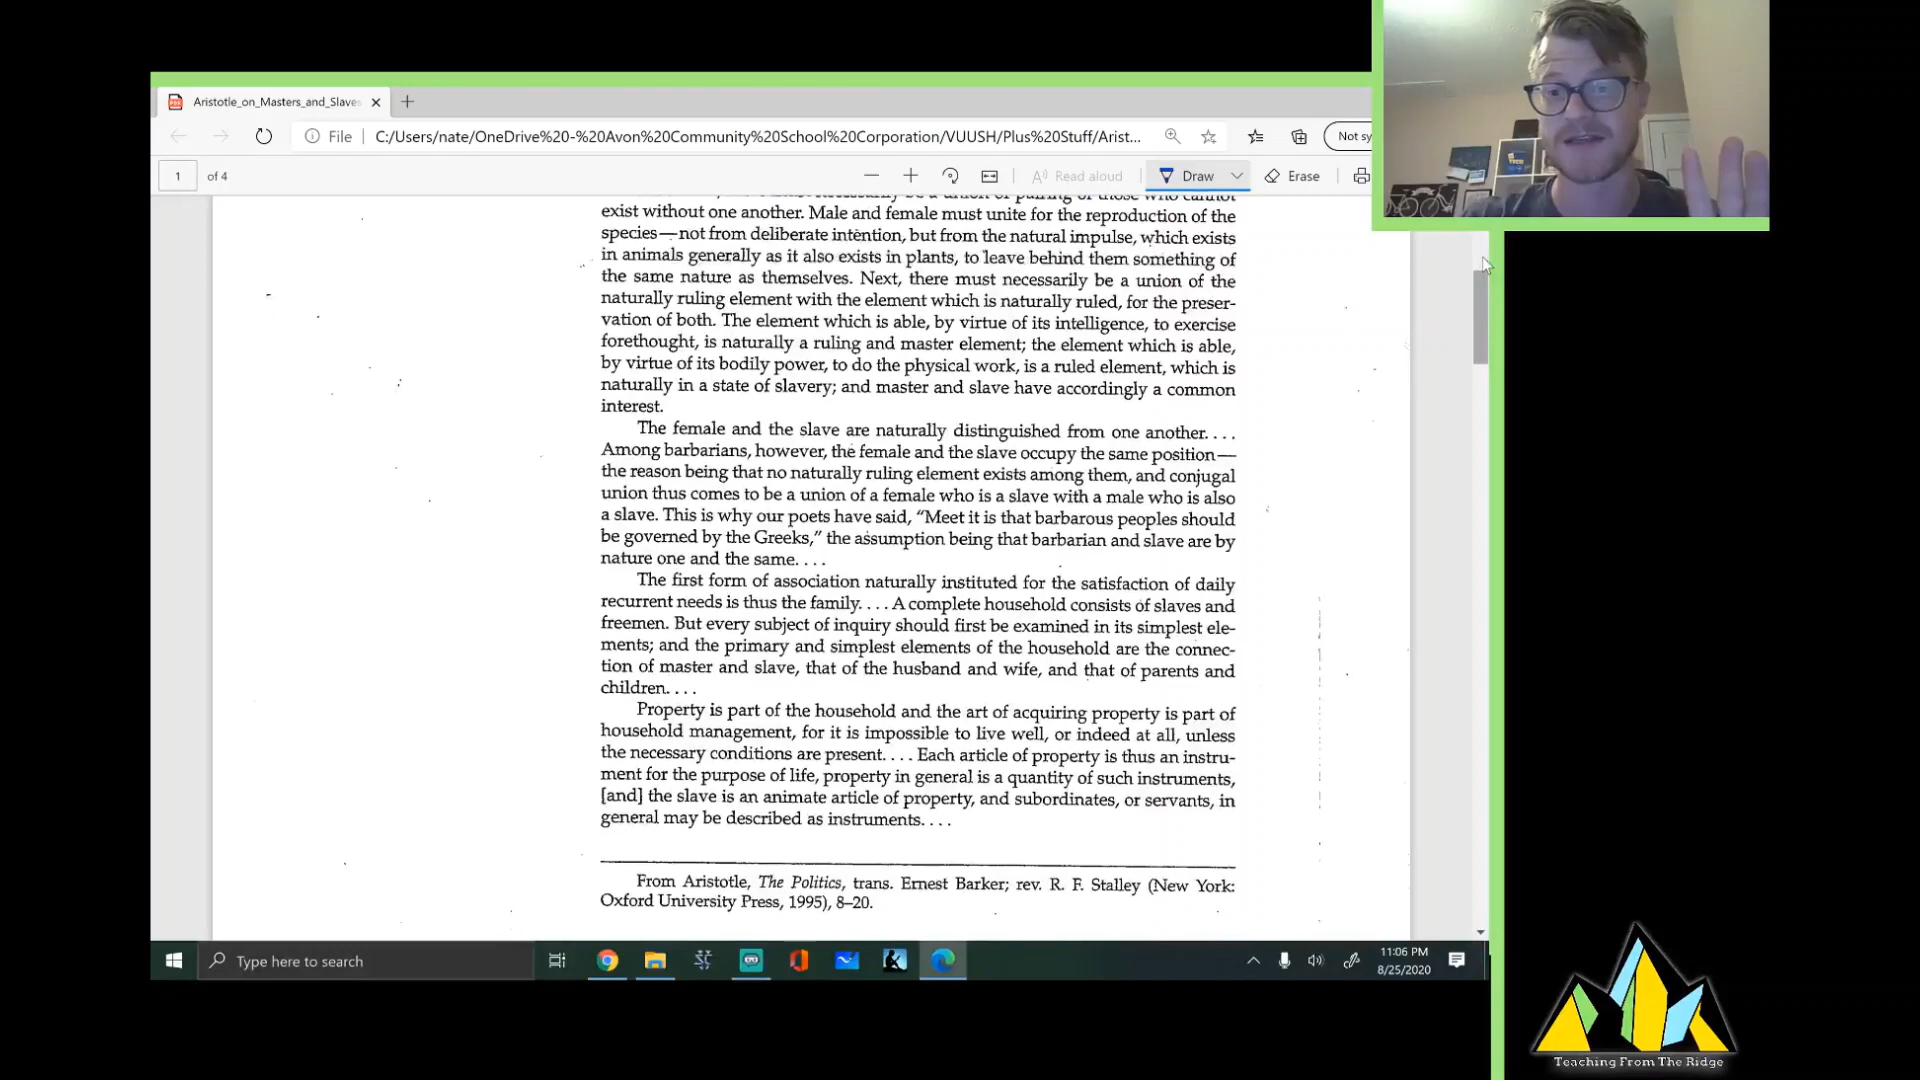 Aristotle_on_Masters_and_Slaves
File C:/Users/nate/OneDrive%20-%20Avon%20Community%20School%20Corporation/VUUSH/Plus%20Stuff/Arist... Not sy
1 of 4 Read aloud Draw Erase
exist without one another. Male and female must unite for the reproduction of the
species—not from deliberate intention, but from the natural impulse, which exists
in animals generally as it also exists in plants, to leave behind them something of
the same nature as themselves. Next, there must necessarily be a union of the
naturally ruling element with the element which is naturally ruled, for the preser-
vation of both. The element which is able, by virtue of its intelligence, to exercise
forethought, is naturally a ruling and master element; the element which is able,
by virtue of its bodily power, to do the physical work, is a ruled element, which is
naturally in a state of slavery; and master and slave have accordingly a common
interest.
The female and the slave are naturally distinguished from one another. . . .
Among barbarians, however, the female and the slave occupy the same position—
the reason being that no naturally ruling element exists among them, and conjugal
union thus comes to be a union of a female who is a slave with a male who is also
a slave. This is why our poets have said, “Meet it is that barbarous peoples should
be governed by the Greeks,” the assumption being that barbarian and slave are by
nature one and the same. . . .
The first form of association naturally instituted for the satisfaction of daily
recurrent needs is thus the family. . . . A complete household consists of slaves and
freemen. But every subject of inquiry should first be examined in its simplest ele-
ments; and the primary and simplest elements of the household are the connec-
tion of master and slave, that of the husband and wife, and that of parents and
children. . . .
Property is part of the household and the art of acquiring property is part of
household management, for it is impossible to live well, or indeed at all, unless
the necessary conditions are present. . . . Each article of property is thus an instru-
ment for the purpose of life, property in general is a quantity of such instruments,
[and] the slave is an animate article of property, and subordinates, or servants, in
general may be described as instruments. . . .
From Aristotle, The Politics, trans. Ernest Barker; rev. R. F. Stalley (New York:
Oxford University Press, 1995), 8–20.
Type here to search
11:06 PM
8/25/2020
Teaching From The Ridge